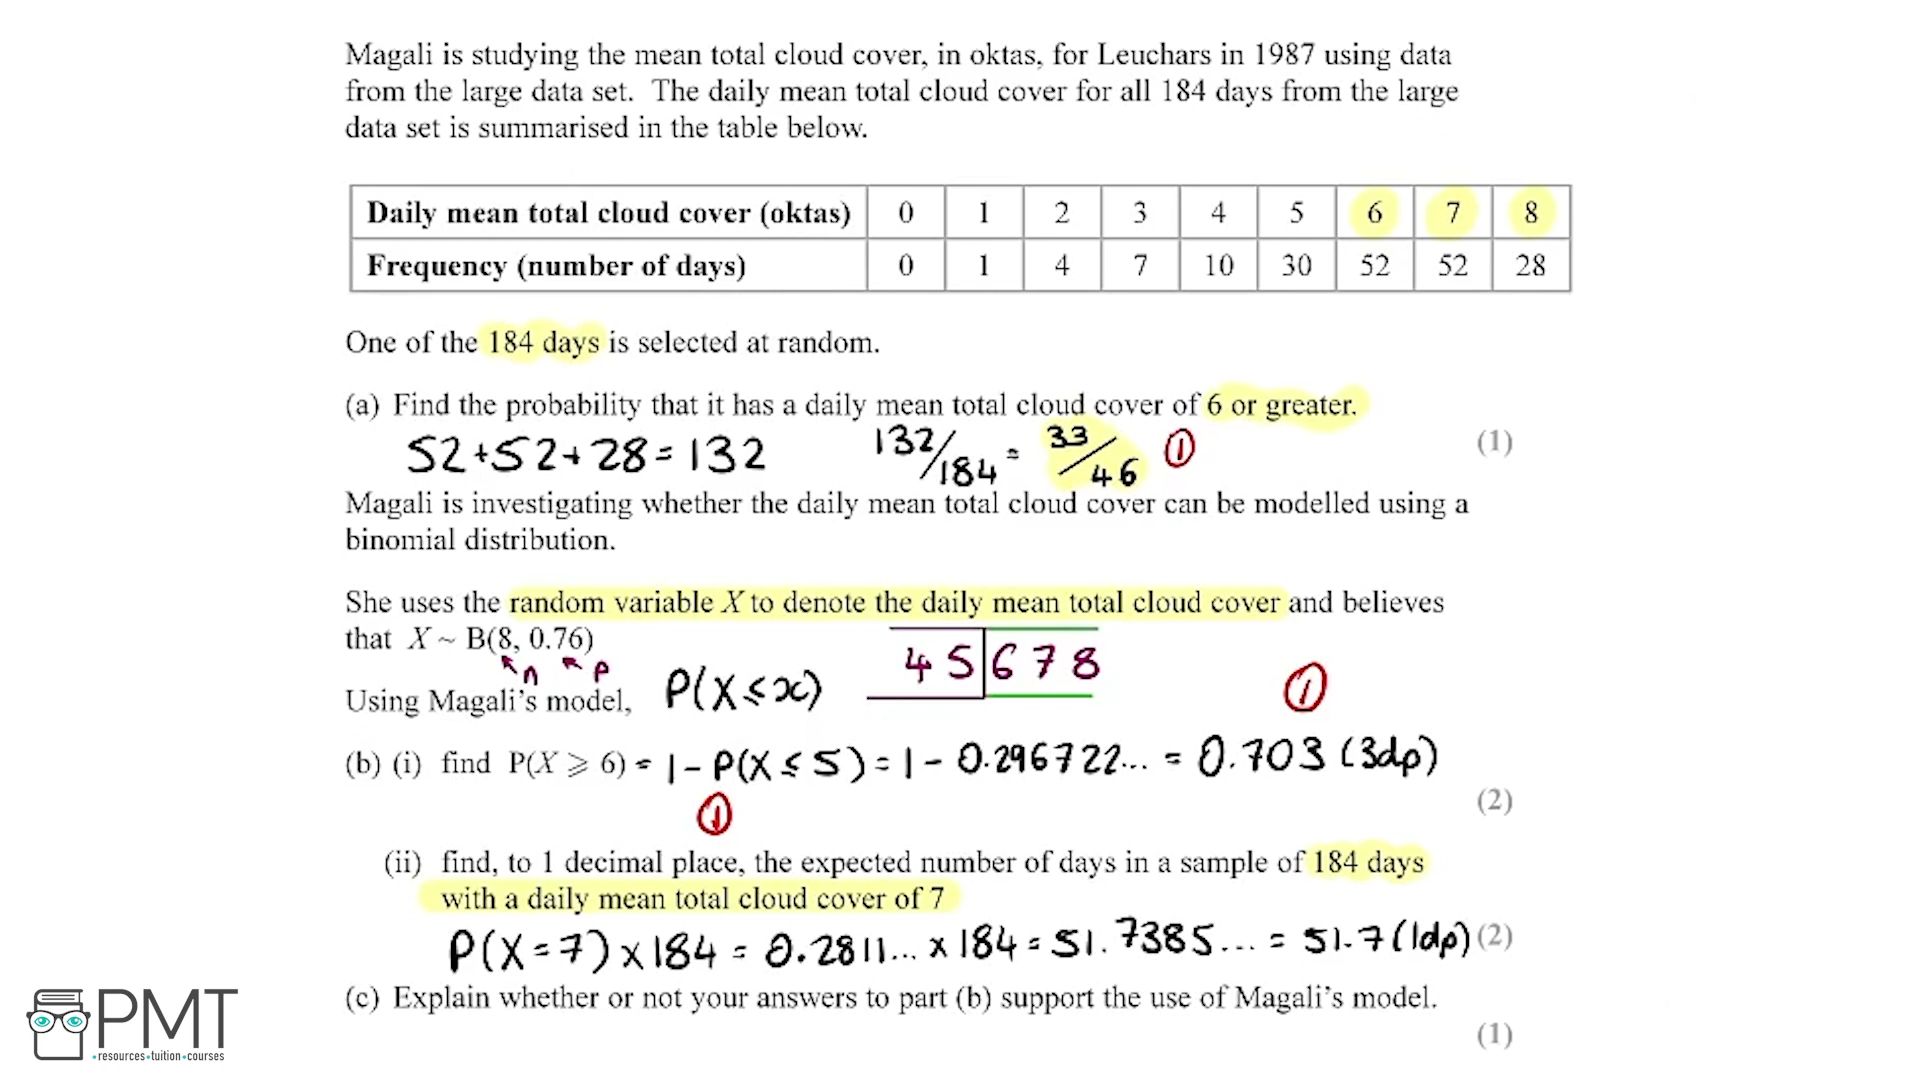 Magali is studying the mean total cloud cover, in oktas, for Leuchars in 1987 using data
from the large data set. The daily mean total cloud cover for all 184 days from the large
data set is summarised in the table below.
Daily mean total cloud cover (oktas) 0 1 2 3 4 5 6 7 8
Frequency (number of days) 0 1 4 7 10 30 52 52 28
One of the 184 days is selected at random.
(a) Find the probability that it has a daily mean total cloud cover of 6 or greater.
52+52+28=132 132/184 = 33/46 ①
(1)
Magali is investigating whether the daily mean total cloud cover can be modelled using a
binomial distribution.
She uses the random variable X to denote the daily mean total cloud cover and believes
that X ~ B(8, 0.76)
n p
4 5 6 7 8
Using Magali's model, P(X ≤ x)
①
(b) (i) find P(X ⩾ 6) = 1 - P(X ≤ 5) = 1 - 0.296722... = 0.703 (3dp)
①
(2)
(ii) find, to 1 decimal place, the expected number of days in a sample of 184 days
with a daily mean total cloud cover of 7
P(X=7) x 184 = 0.2811... x 184 = 51.7385... = 51.7 (1dp) (2)
(c) Explain whether or not your answers to part (b) support the use of Magali's model.
(1)
PMT
•resources•tuition•courses